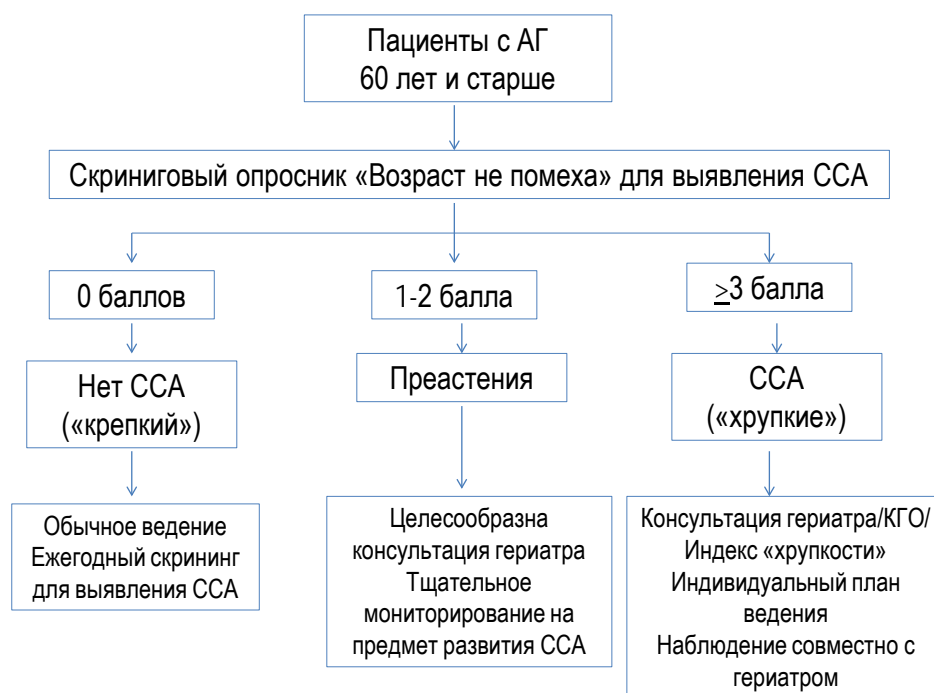 Пациенты с АГ
60 лет и старше
Скриниговый опросник «Возраст не помеха» для выявления ССА
0 баллов
1-2 балла
≥3 балла
Нет ССА
(«крепкий»)
Преастения
ССА
(«хрупкие»)
Обычное ведение
Ежегодный скрининг
для выявления ССА
Целесообразна
консультация гериатра
Тщательное
мониторирование на
предмет развития ССА
Консультация гериатра/КГО/
Индекс «хрупкости»
Индивидуальный план
ведения
Наблюдение совместно с
гериатром